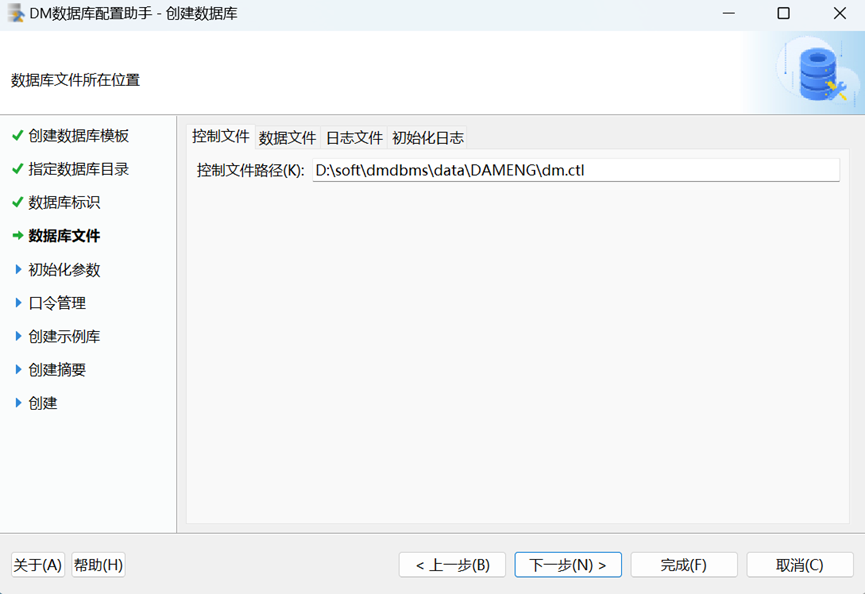 DM数据库配置助手 - 创建数据库
数据库文件所在位置
创建数据库模板
指定数据库目录
数据库标识
数据库文件
初始化参数
口令管理
创建示例库
创建摘要
创建
控制文件 数据文件 日志文件 初始化日志
控制文件路径(K): D:\soft\dmdbms\data\DAMENG\dm.ctl
关于(A) 帮助(H) < 上一步(B) 下一步(N) > 完成(F) 取消(C)